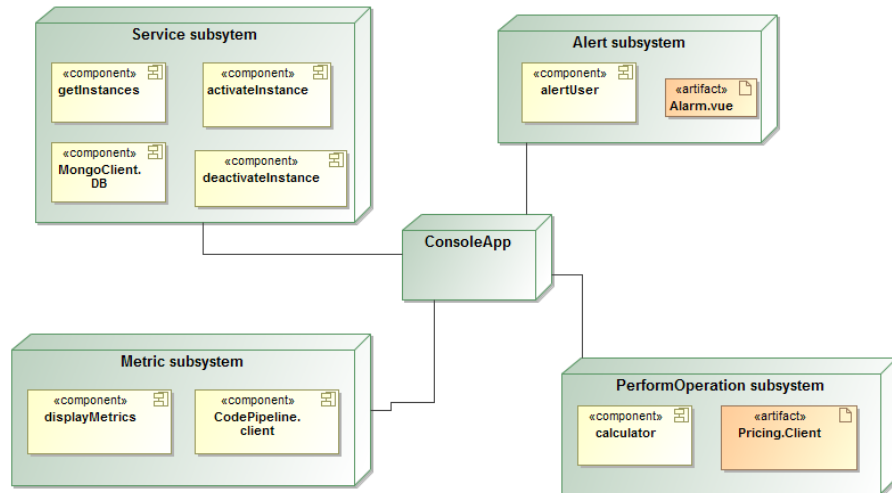 Service subsytem
«component»
getInstances
«component»
activateInstance
«component»
MongoClient.
DB
«component»
deactivateInstance
Alert subsystem
«component»
alertUser
«artifact»
Alarm.vue
ConsoleApp
Metric subsystem
«component»
displayMetrics
«component»
CodePipeline.
client
PerformOperation subsystem
«component»
calculator
«artifact»
Pricing.Client